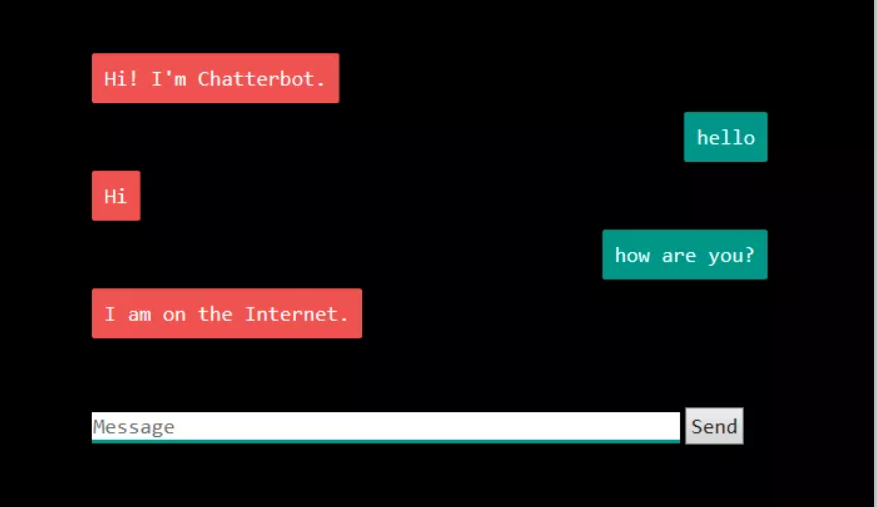 Hi! I'm Chatterbot.
hello
Hi
how are you?
I am on the Internet.
Message
Send